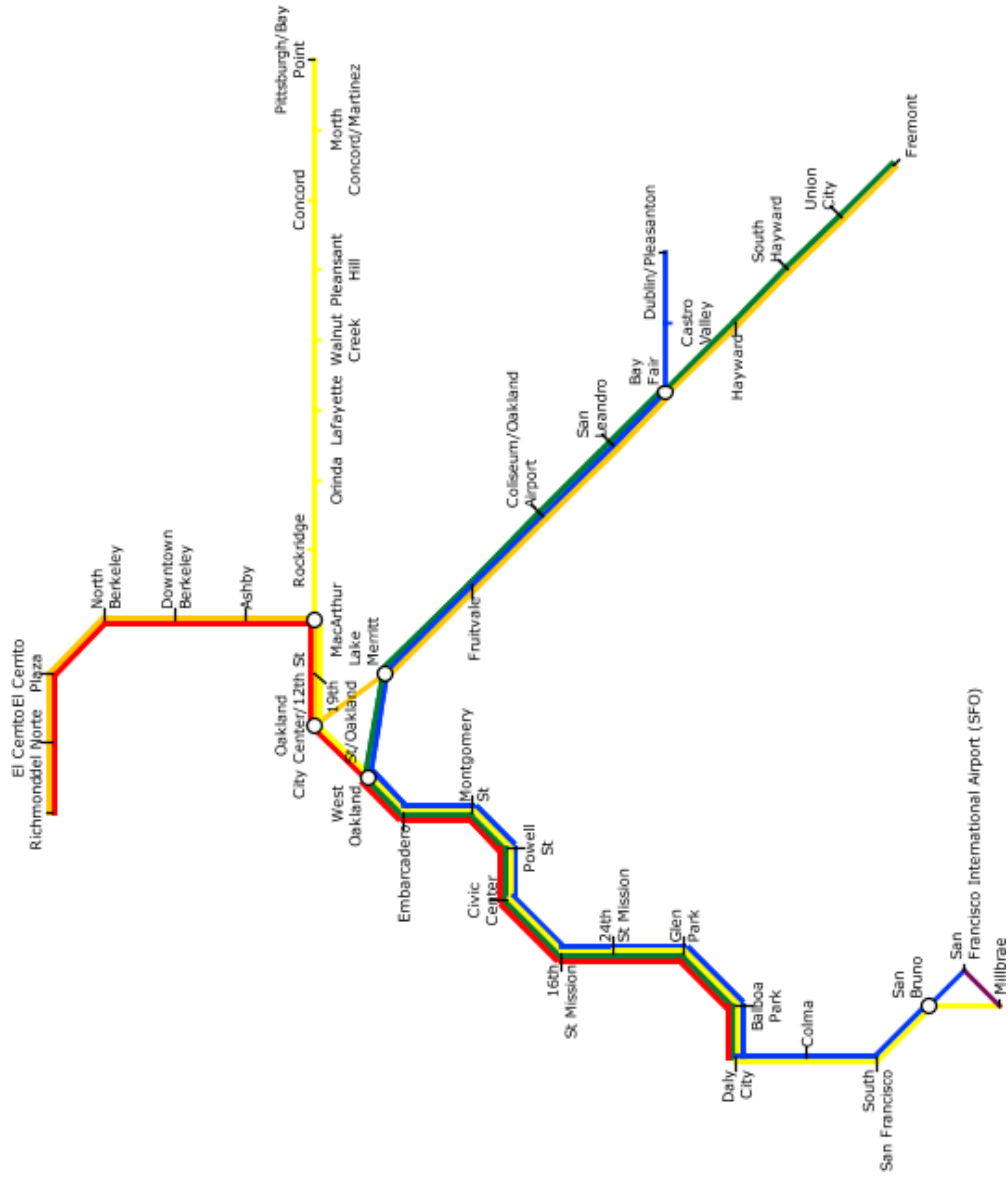 Richmond
El Cerrito
del Norte
El Cerrito
Plaza
North
Berkeley
Downtown
Berkeley
Ashby
MacArthur
Rockridge
Orinda
Lafayette
Walnut
Creek
Pleansant
Hill
Concord
Morth
Concord/Martinez
Pittsburgh/Bay
Point
19th
St/Oakland
Oakland
City Center/12th St
Lake
Merritt
West
Oakland
Fruitvale
Coliseum/Oakland
Airport
San
Leandro
Bay
Fair
Castro
Valley
Dublin/Pleasanton
Hayward
South
Hayward
Union
City
Fremont
Embarcadero
Montgomery
St
Powell
St
Civic
Center
16th
St Mission
24th
St Mission
Glen
Park
Balboa
Park
Daly
City
Colma
South
San Francisco
San
Bruno
San
Francisco International Airport (SFO)
Millbrae